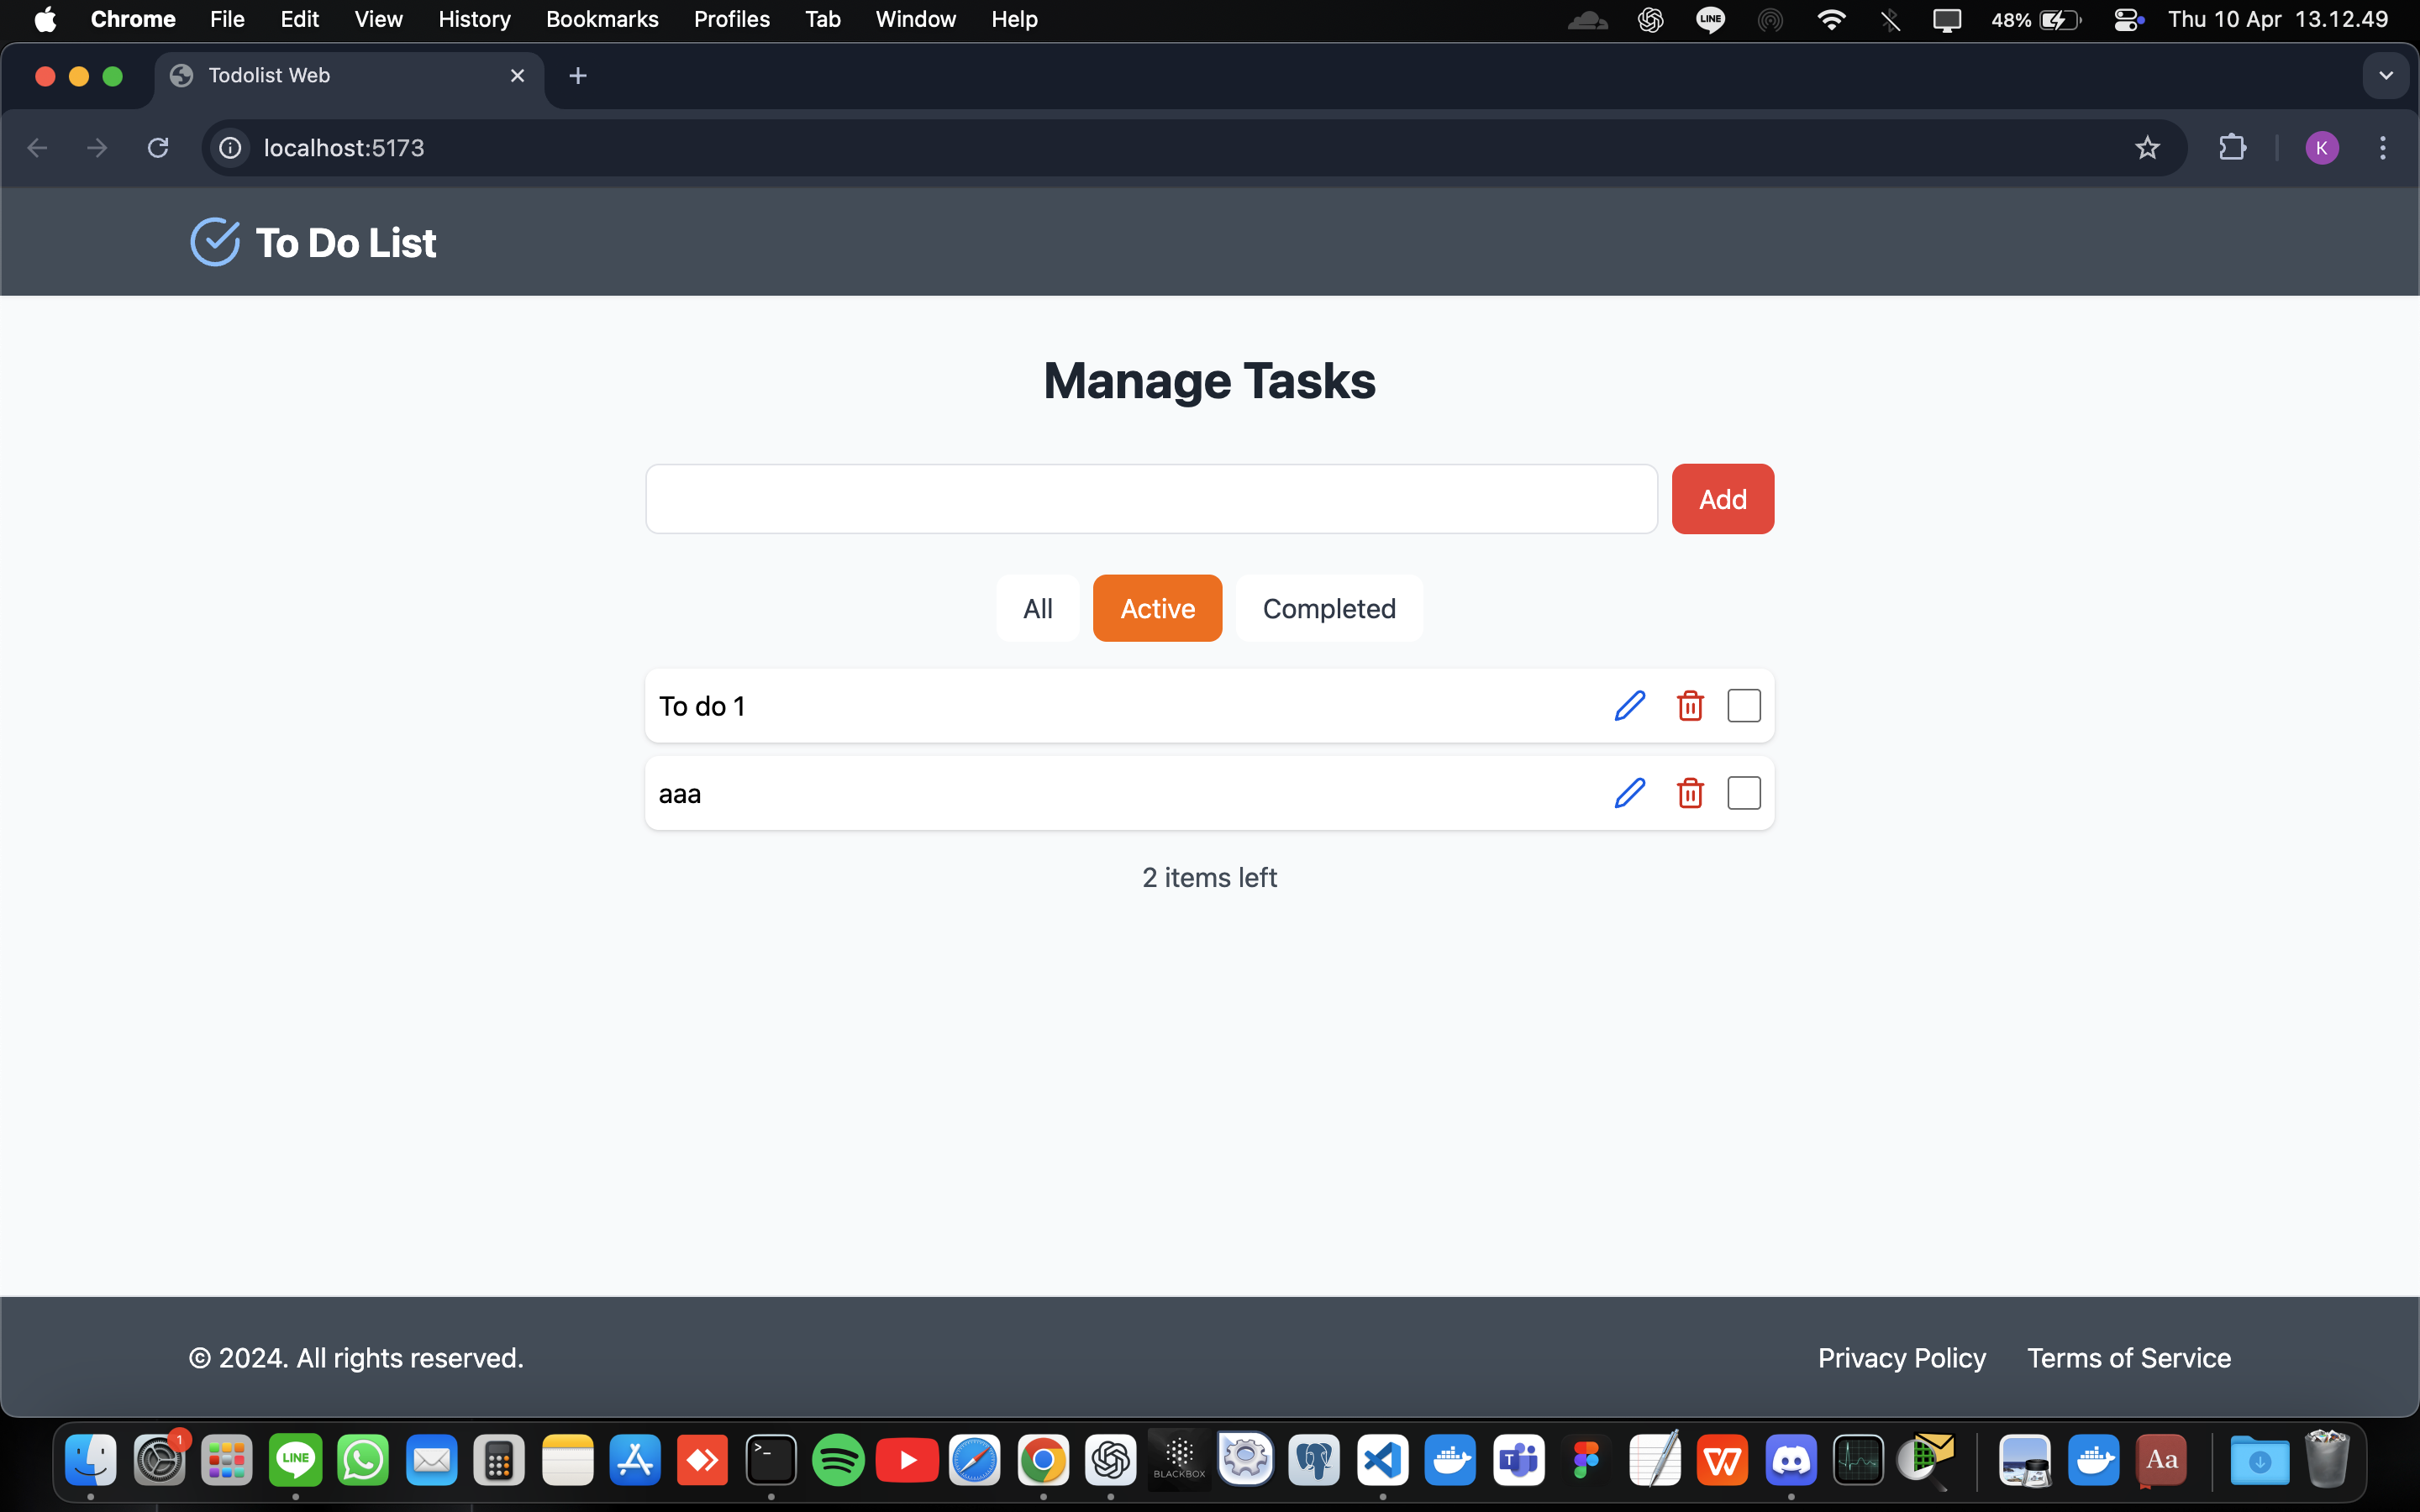 Chrome File Edit View History Bookmarks Profiles Tab Window Help LINE 48% Thu 10 Apr 13.12.49
Todolist Web
localhost:5173 K
To Do List
Manage Tasks
Add
All Active Completed
To do 1
aaa
2 items left
© 2024. All rights reserved. Privacy Policy Terms of Service
1 LINE >_ BLACKBOX T W Aa